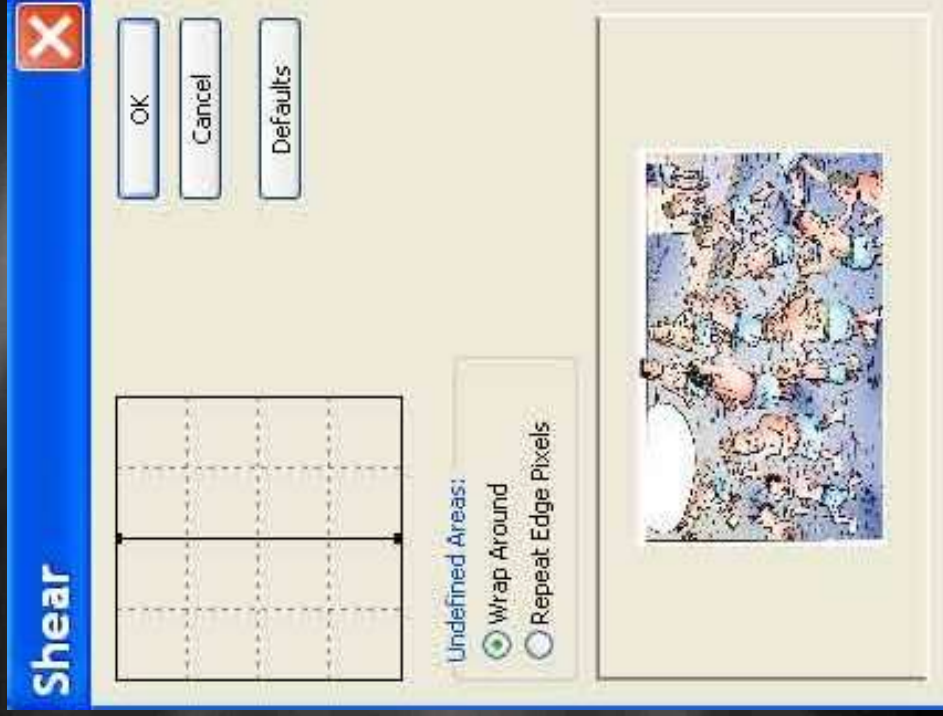 Shear
OK
Cancel
Defaults
Undefined Areas:
Wrap Around
Repeat Edge Pixels